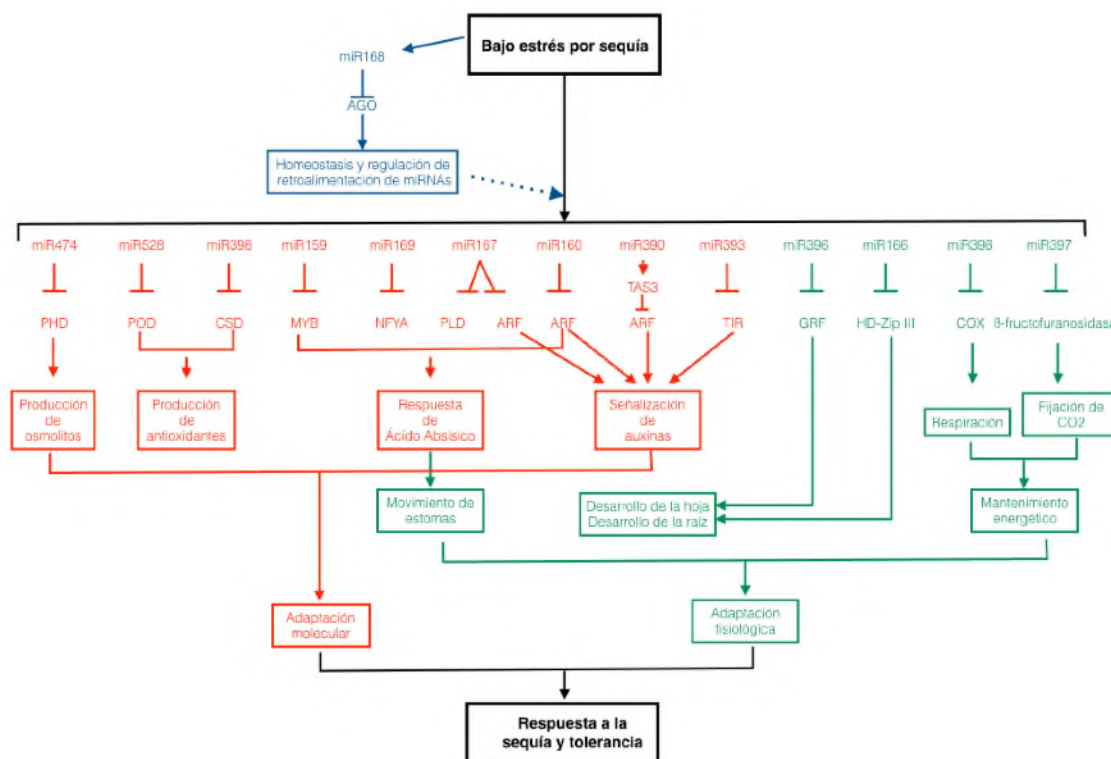 Bajo estrés por sequía
miR168
AGO
Homeostasis y regulación de
retroalimentación de miRNAs
miR474 miR528 miR398 miR159 miR169 miR167 miR160 miR390 miR393 miR396 miR166 miR398 miR397
TAS3
PHD POD CSD MYB NFYA PLD ARF ARF ARF TIR GRF HD-Zip III COX β-fructofuranosidasa
Producción
de
osmolitos
Producción
de
antioxidantes
Respuesta
de
Ácido Absísico
Señalización
de
auxinas
Respiración
Fijación de
CO2
Movimiento de
estomas
Desarrollo de la hoja
Desarrollo de la raíz
Mantenimiento
energético
Adaptación
molecular
Adaptación
fisiológica
Respuesta a la
sequía y tolerancia